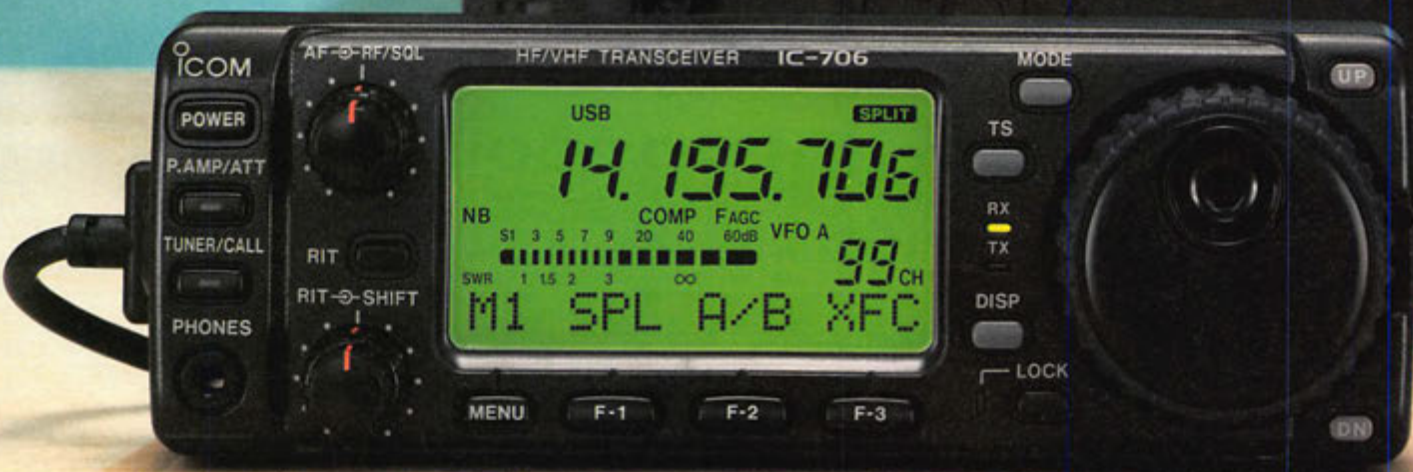 ICOM
AF RF/SQL
HF/VHF TRANSCEIVER IC-706
MODE
UP
POWER
USB SPLIT
14.195.706
TS
P.AMP/ATT
NB COMP FAGC
VFO A
RX
S1 3 5 7 9 20 40 60dB
TUNER/CALL
RIT
99 CH
TX
SWR 1 1.5 2 3 ∞
RIT SHIFT
M1 SPL A/B XFC
DISP
PHONES
LOCK
MENU F-1 F-2 F-3
DN